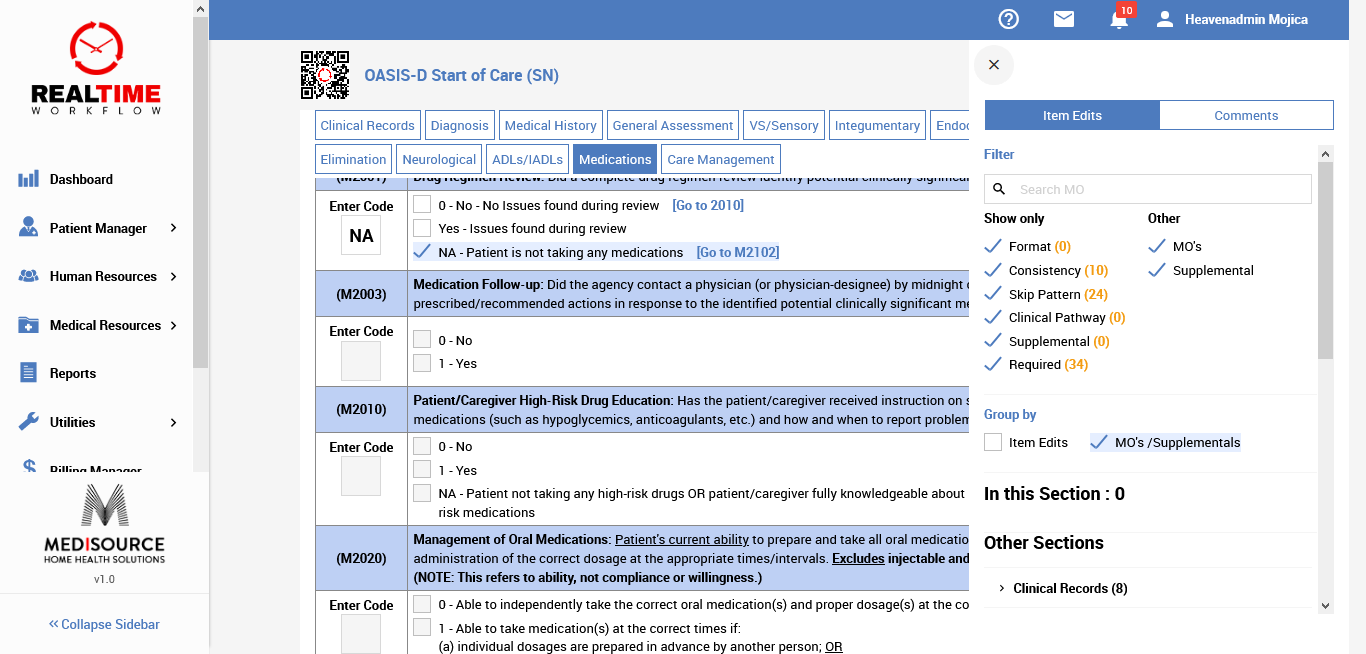 REALTIME
WORKFLOW
Dashboard
Patient Manager
Human Resources
Medical Resources
Reports
Utilities
Billing Manager
MEDISOURCE
HOME HEALTH SOLUTIONS
v1.0
Collapse Sidebar
10
Heavenadmin Mojica
OASIS-D Start of Care (SN)
Clinical Records
Diagnosis
Medical History
General Assessment
VS/Sensory
Integumentary
Endoc
Elimination
Neurological
ADLs/IADLs
Medications
Care Management
(M2001)
Drug Regimen Review: Did a complete drug regimen review identify potential clinically significan
Enter Code
NA
0 - No - No Issues found during review [Go to 2010]
Yes - Issues found during review
NA - Patient is not taking any medications [Go to M2102]
(M2003)
Medication Follow-up: Did the agency contact a physician (or physician-designee) by midnight o
prescribed/recommended actions in response to the identified potential clinically significant me
Enter Code
0 - No
1 - Yes
(M2010)
Patient/Caregiver High-Risk Drug Education: Has the patient/caregiver received instruction on s
medications (such as hypoglycemics, anticoagulants, etc.) and how and when to report problem
Enter Code
0 - No
1 - Yes
NA - Patient not taking any high-risk drugs OR patient/caregiver fully knowledgeable about
risk medications
(M2020)
Management of Oral Medications: Patient's current ability to prepare and take all oral medicatio
administration of the correct dosage at the appropriate times/intervals. Excludes injectable and
(NOTE: This refers to ability, not compliance or willingness.)
Enter Code
0 - Able to independently take the correct oral medication(s) and proper dosage(s) at the co
1 - Able to take medication(s) at the correct times if:
(a) individual dosages are prepared in advance by another person; OR
Item Edits
Comments
Filter
Search MO
Show only
Other
Format (0)
MO's
Consistency (10)
Supplemental
Skip Pattern (24)
Clinical Pathway (0)
Supplemental (0)
Required (34)
Group by
Item Edits
MO's /Supplementals
In this Section : 0
Other Sections
Clinical Records (8)